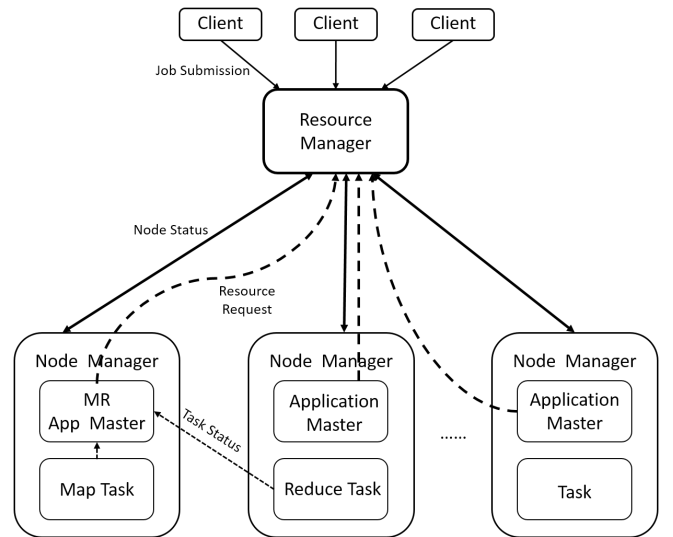 Client
Client
Client
Job Submission
Resource
Manager
Node Status
Resource
Request
Node Manager
MR
App Master
Map Task
Task Status
Node Manager
Application
Master
Reduce Task
......
Node Manager
Application
Master
Task